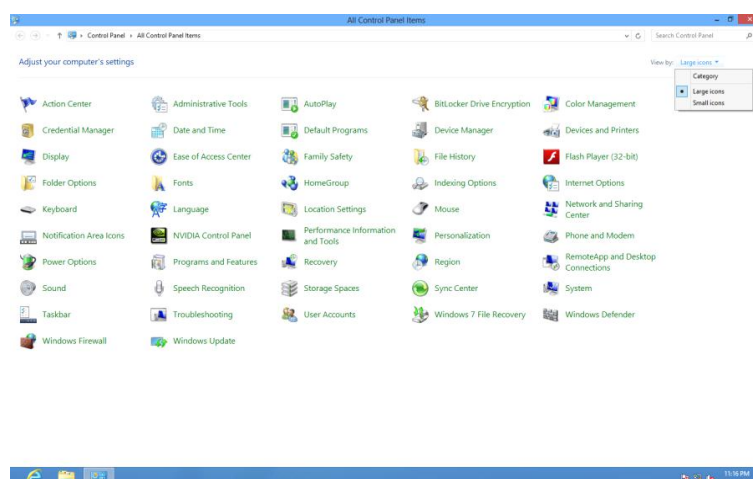 All Control Panel Items
Control Panel All Control Panel Items Search Control Panel
Adjust your computer's settings View by: Large icons
Category
Large icons
Small icons
Action Center Administrative Tools AutoPlay BitLocker Drive Encryption Color Management
Credential Manager Date and Time Default Programs Device Manager Devices and Printers
Display Ease of Access Center Family Safety File History Flash Player (32-bit)
Folder Options Fonts HomeGroup Indexing Options Internet Options
Keyboard Language Location Settings Mouse Network and Sharing
Center
Notification Area Icons NVIDIA Control Panel Performance Information
and Tools Personalization Phone and Modem
Power Options Programs and Features Recovery Region RemoteApp and Desktop
Connections
Sound Speech Recognition Storage Spaces Sync Center System
Taskbar Troubleshooting User Accounts Windows 7 File Recovery Windows Defender
Windows Firewall Windows Update
11:16 PM